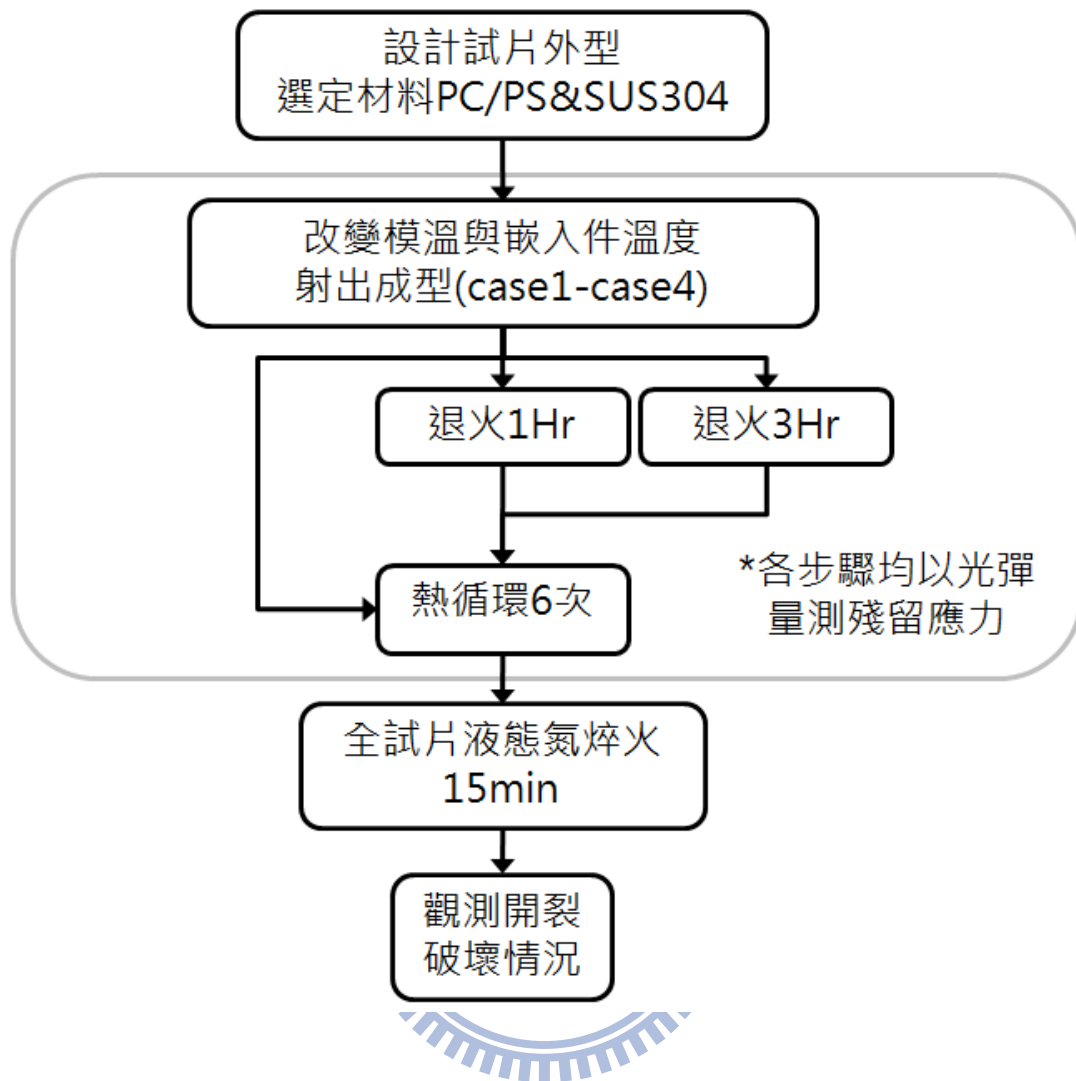 設計試片外型
選定材料PC/PS&SUS304
改變模溫與嵌入件溫度
射出成型(case1-case4)
退火1Hr
退火3Hr
熱循環6次
*各步驟均以光彈
量測殘留應力
全試片液態氮焠火
15min
觀測開裂
破壞情況